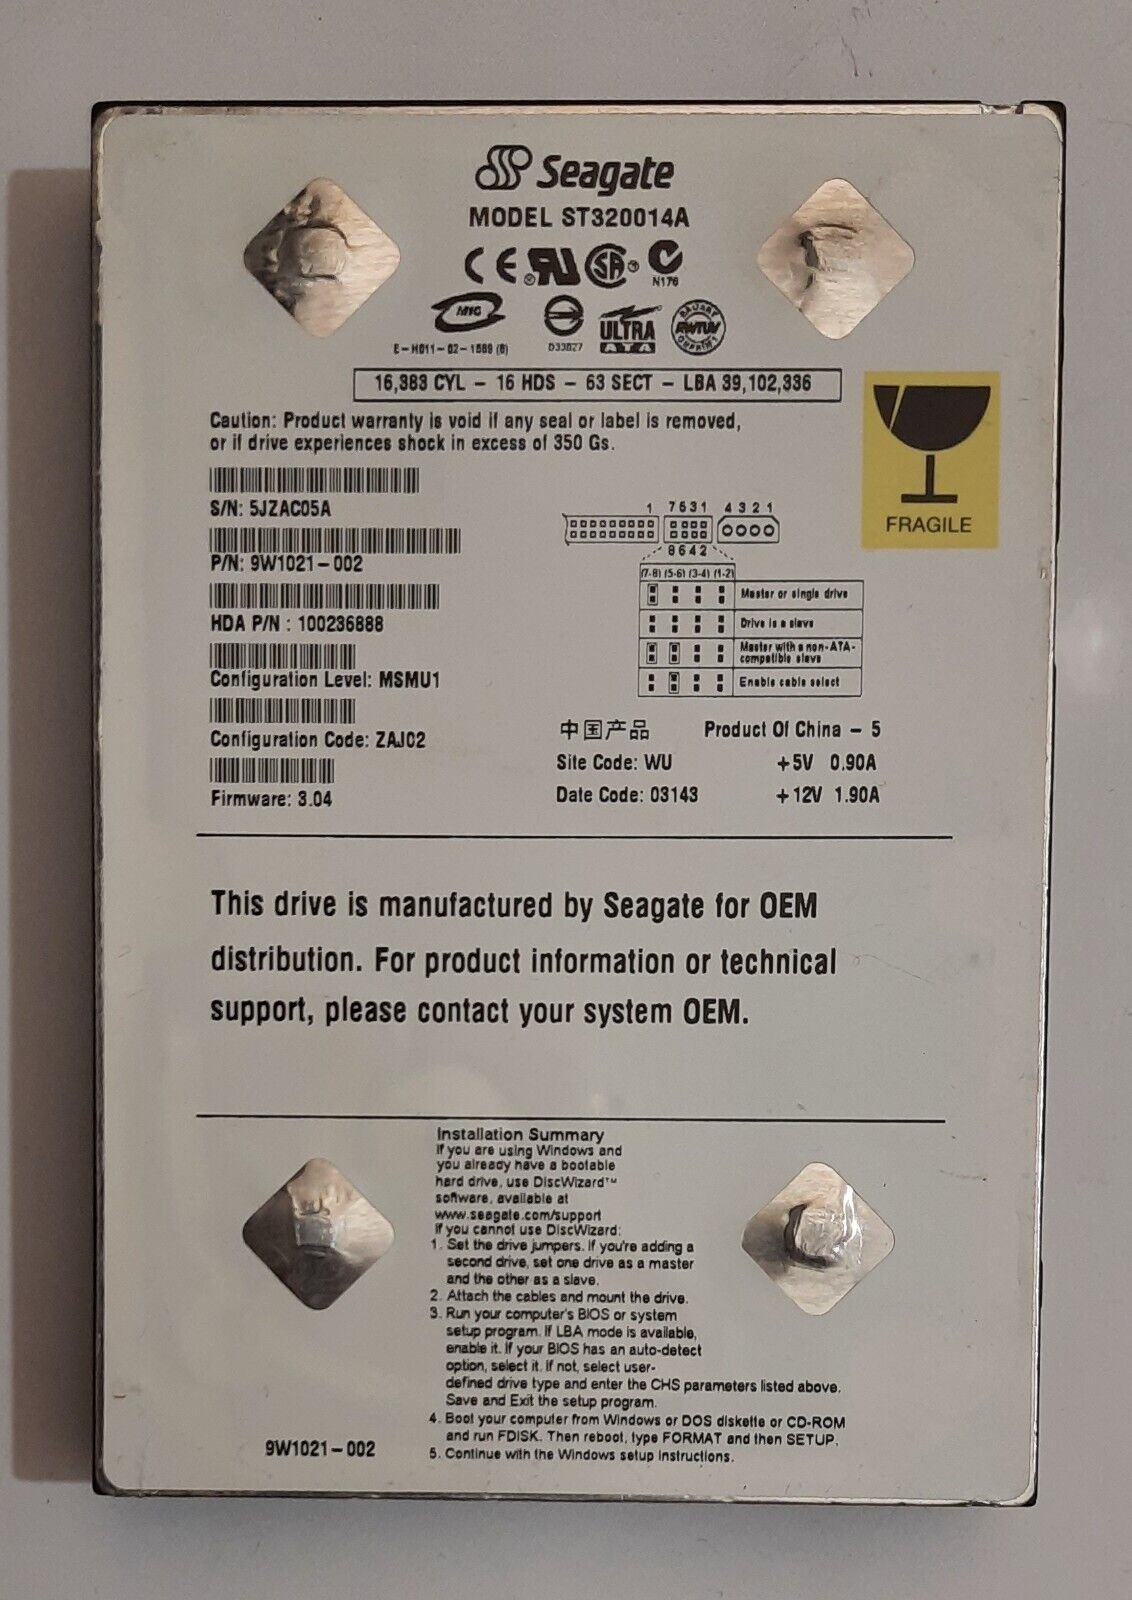 Seagate
MODEL ST320014A
CE RU SA C
N176
MIC ULTRA
ATA
E-H011-02-1689 (B) D33027
16,383 CYL - 16 HDS - 63 SECT - LBA 39,102,336
Caution: Product warranty is void if any seal or label is removed,
or if drive experiences shock in excess of 350 Gs.
FRAGILE
S/N: 5JZAC05A
P/N: 9W1021-002
HDA P/N : 100236888
Configuration Level: MSMU1
Configuration Code: ZAJ02
Firmware: 3.04
1 7531 4321
8642
(7-8) (5-6) (3-4) (1-2)
Master or single drive
Drive is a slave
Master with a non-ATA-
compatible slave
Enable cable select
中国产品 Product Of China - 5
Site Code: WU +5V 0.90A
Date Code: 03143 +12V 1.90A
This drive is manufactured by Seagate for OEM
distribution. For product information or technical
support, please contact your system OEM.
Installation Summary
If you are using Windows and
you already have a bootable
hard drive, use DiscWizard™
software, available at
www.seagate.com/support
If you cannot use DiscWizard:
1. Set the drive jumpers. If you're adding a
second drive, set one drive as a master
and the other as a slave.
2. Attach the cables and mount the drive.
3. Run your computer's BIOS or system
setup program. If LBA mode is available,
enable it. If your BIOS has an auto-detect
option, select it. If not, select user-
defined drive type and enter the CHS parameters listed above.
Save and Exit the setup program.
4. Boot your computer from Windows or DOS diskette or CD-ROM
and run FDISK. Then reboot, type FORMAT and then SETUP.
5. Continue with the Windows setup instructions.
9W1021-002